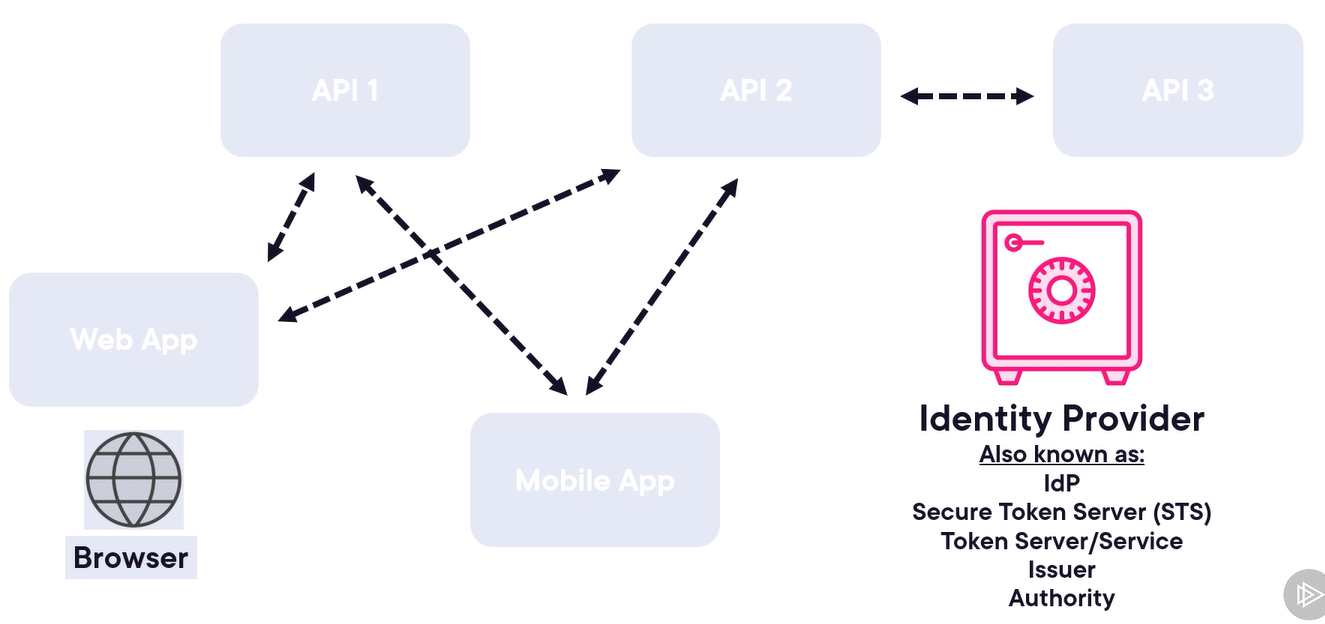 API 1
API 2
API 3
Web App
Mobile App
Browser
Identity Provider
Also known as:
IdP
Secure Token Server (STS)
Token Server/Service
Issuer
Authority